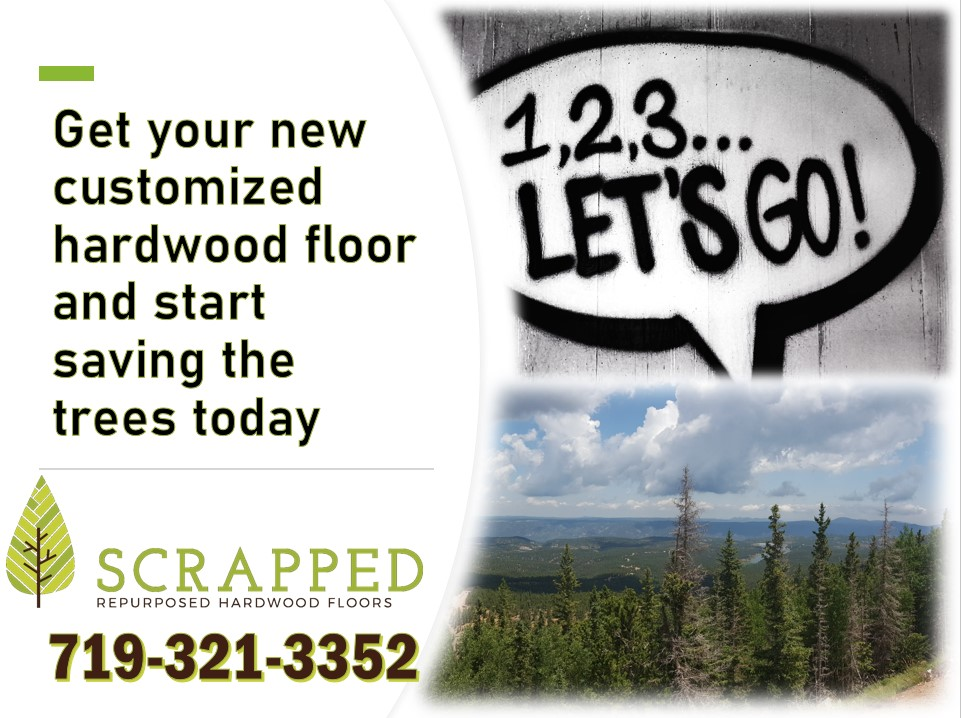 Get your new
customized
hardwood floor
and start
saving the
trees today
SCRAPPED
REPURPOSED HARDWOOD FLOORS
719-321-3352
1,2,3...
LET'S GO!